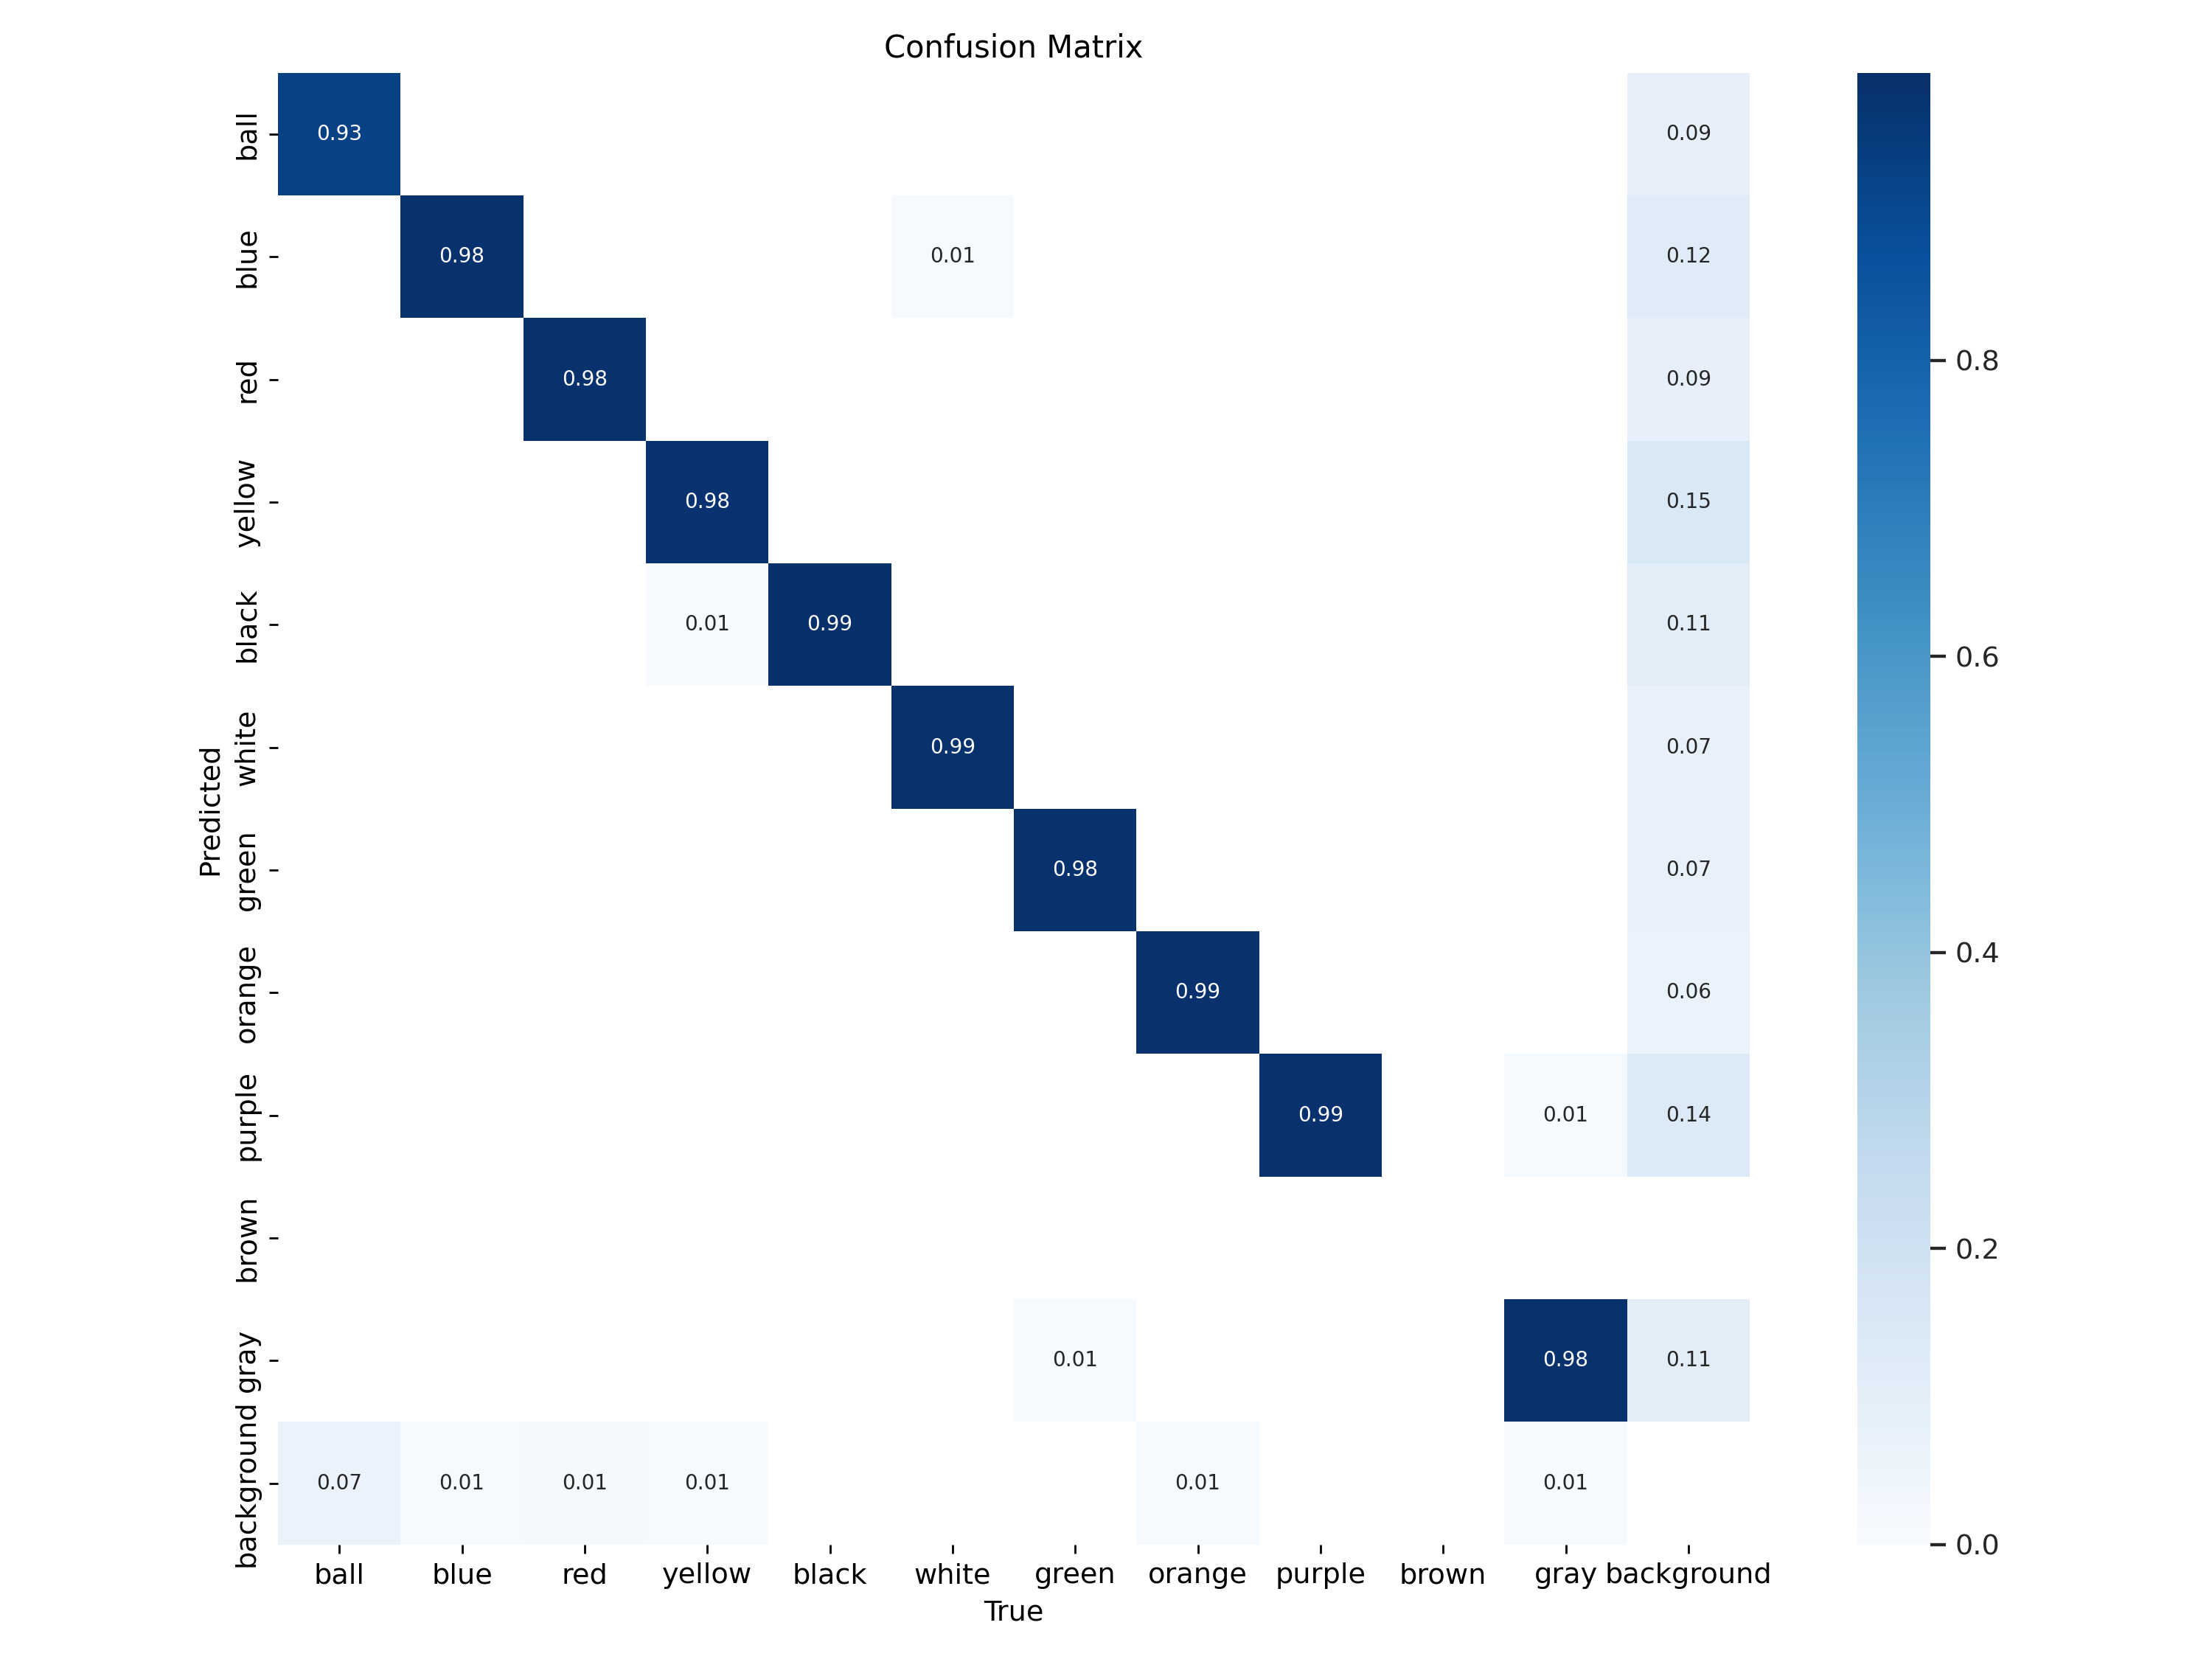 Confusion Matrix
Predicted
ball 0.93 0.09
blue 0.98 0.01 0.12
red 0.98 0.09
0.8
yellow 0.98 0.15
black 0.01 0.99 0.11
0.6
white 0.99 0.07
green 0.98 0.07
orange 0.99 0.06
0.4
purple 0.99 0.01 0.14
brown
0.2
gray 0.01 0.98 0.11
background 0.07 0.01 0.01 0.01 0.01 0.01
0.0
ball blue red yellow black white green orange purple brown gray background
True